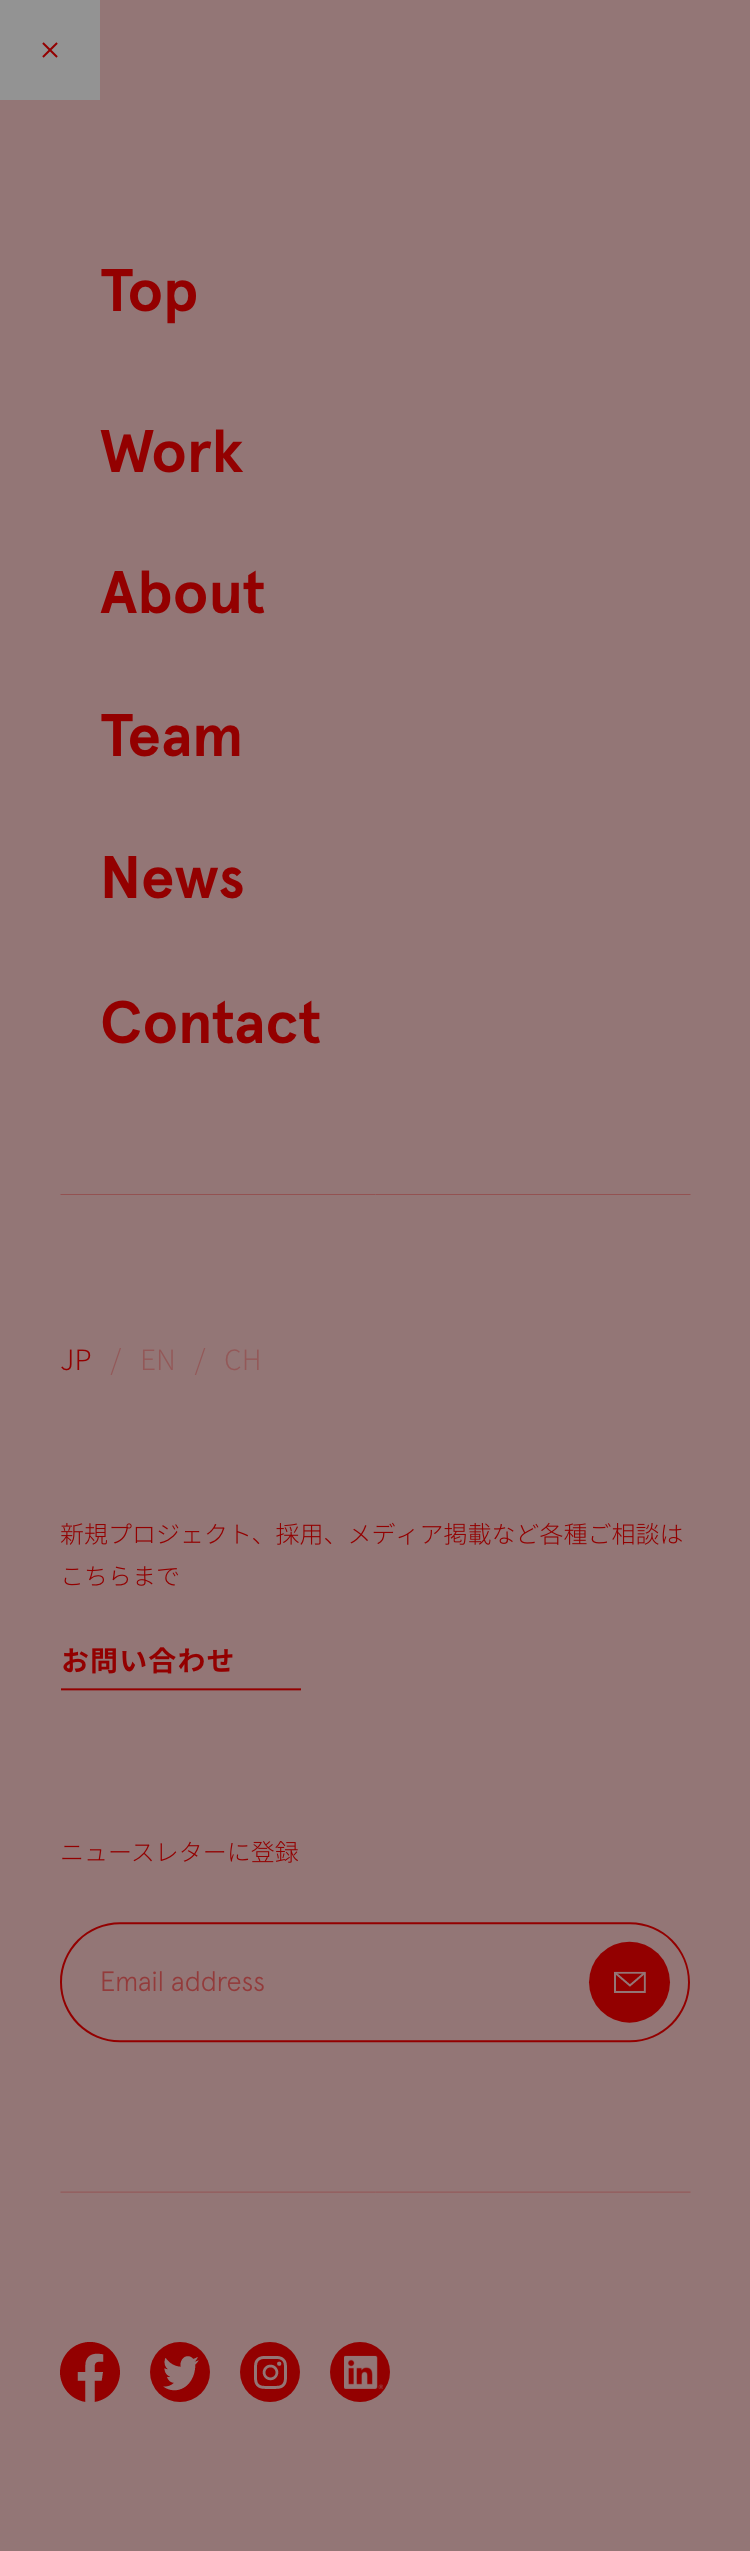 Top
Work
About
Team
News
Contact
JP / EN / CH
新規プロジェクト、採用、メディア掲載など各種ご相談は
こちらまで
お問い合わせ
ニュースレターに登録
Email address
in